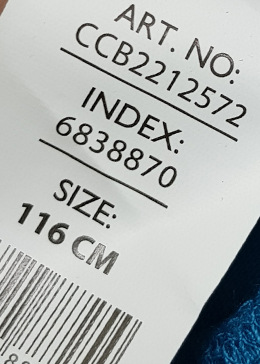 ART. NO:
CCB2212572
INDEX:
6838870
SIZE:
116 CM